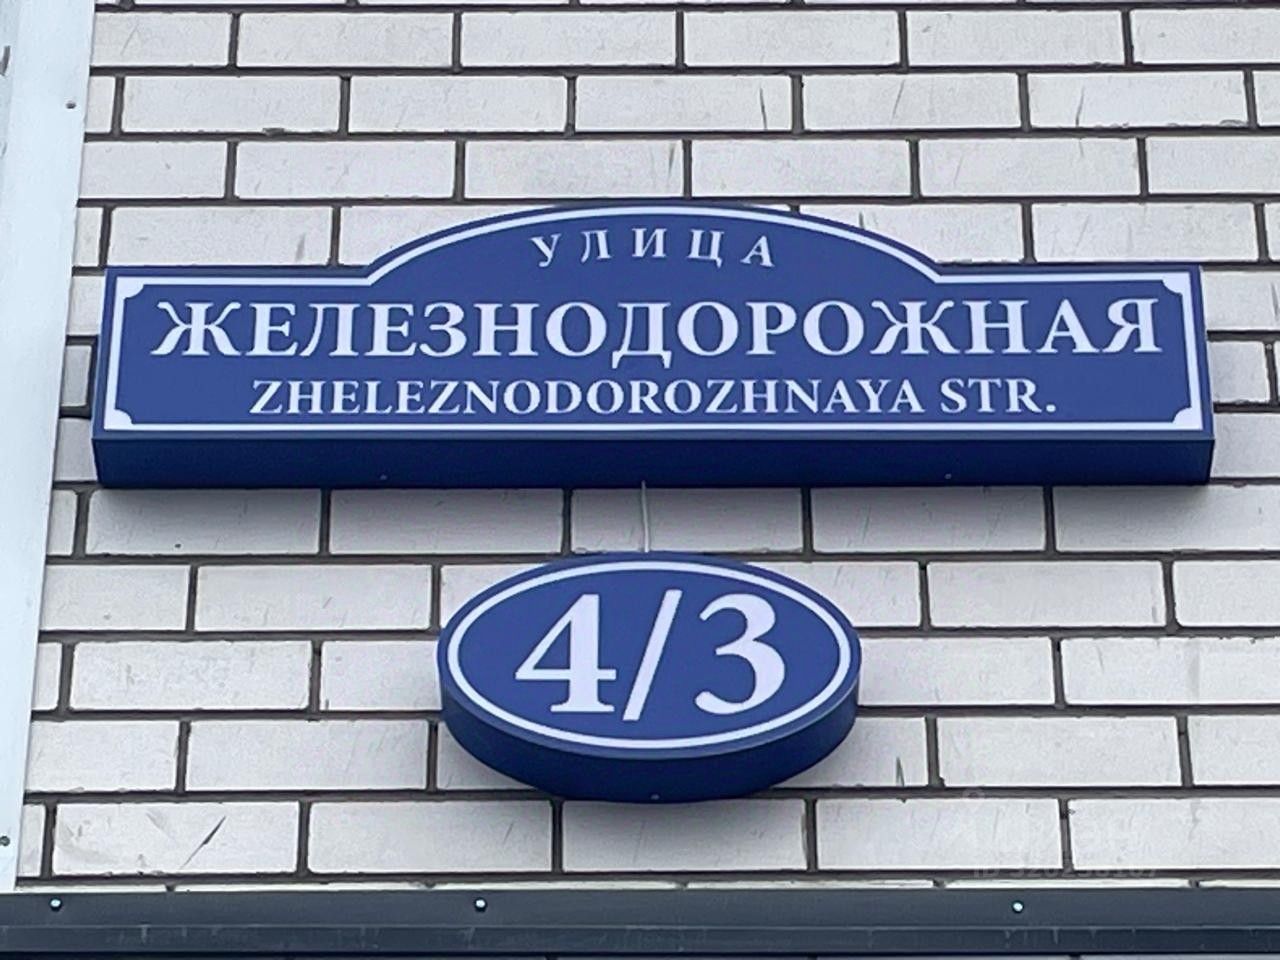 УЛИЦА
ЖЕЛЕЗНОДОРОЖНАЯ
ZHELEZNODOROZHNAYA STR.
4/3